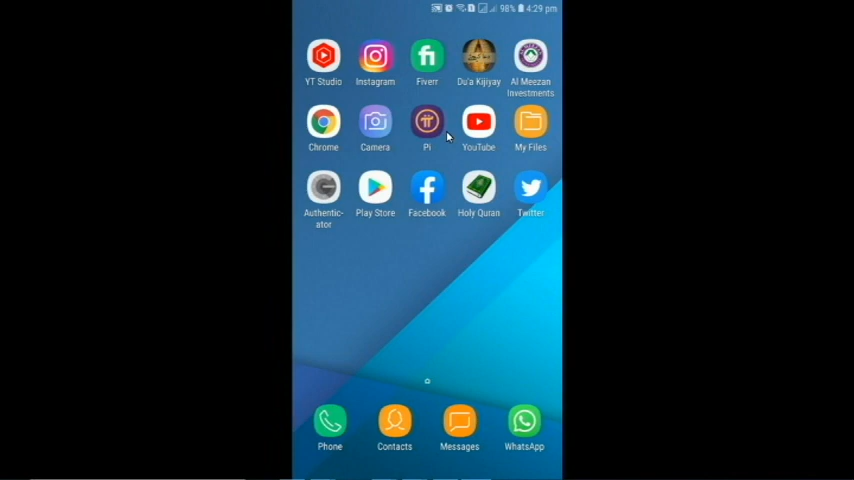 98% 4:29 pm
YT Studio Instagram Fiverr Du'a Kijiyay Al Meezan
Investments
Chrome Camera Pi YouTube My Files
Authentic- Play Store Facebook Holy Quran Twitter
ator
Phone Contacts Messages WhatsApp